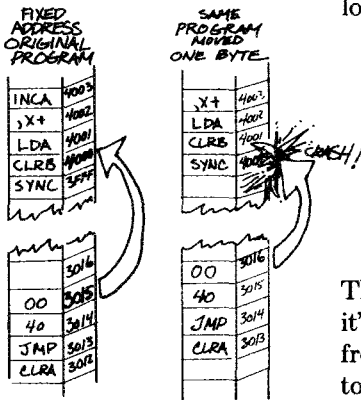 FIXED
ADDRESS
ORIGINAL
PROGRAM
INCA 4003
,X+ 4002
LDA 4001
CLRB 4000
SYNC 3FFF
3016
00 3015
40 3014
JMP 3013
CLRA 3012
SAME
PROGRAM
MOVED
ONE BYTE
,X+ 4003
LDA 4002
CLRB 4001
SYNC
CRASH!
00 3016
40 3015
JMP 3014
CLRA 3013
lo
Th
it'
to